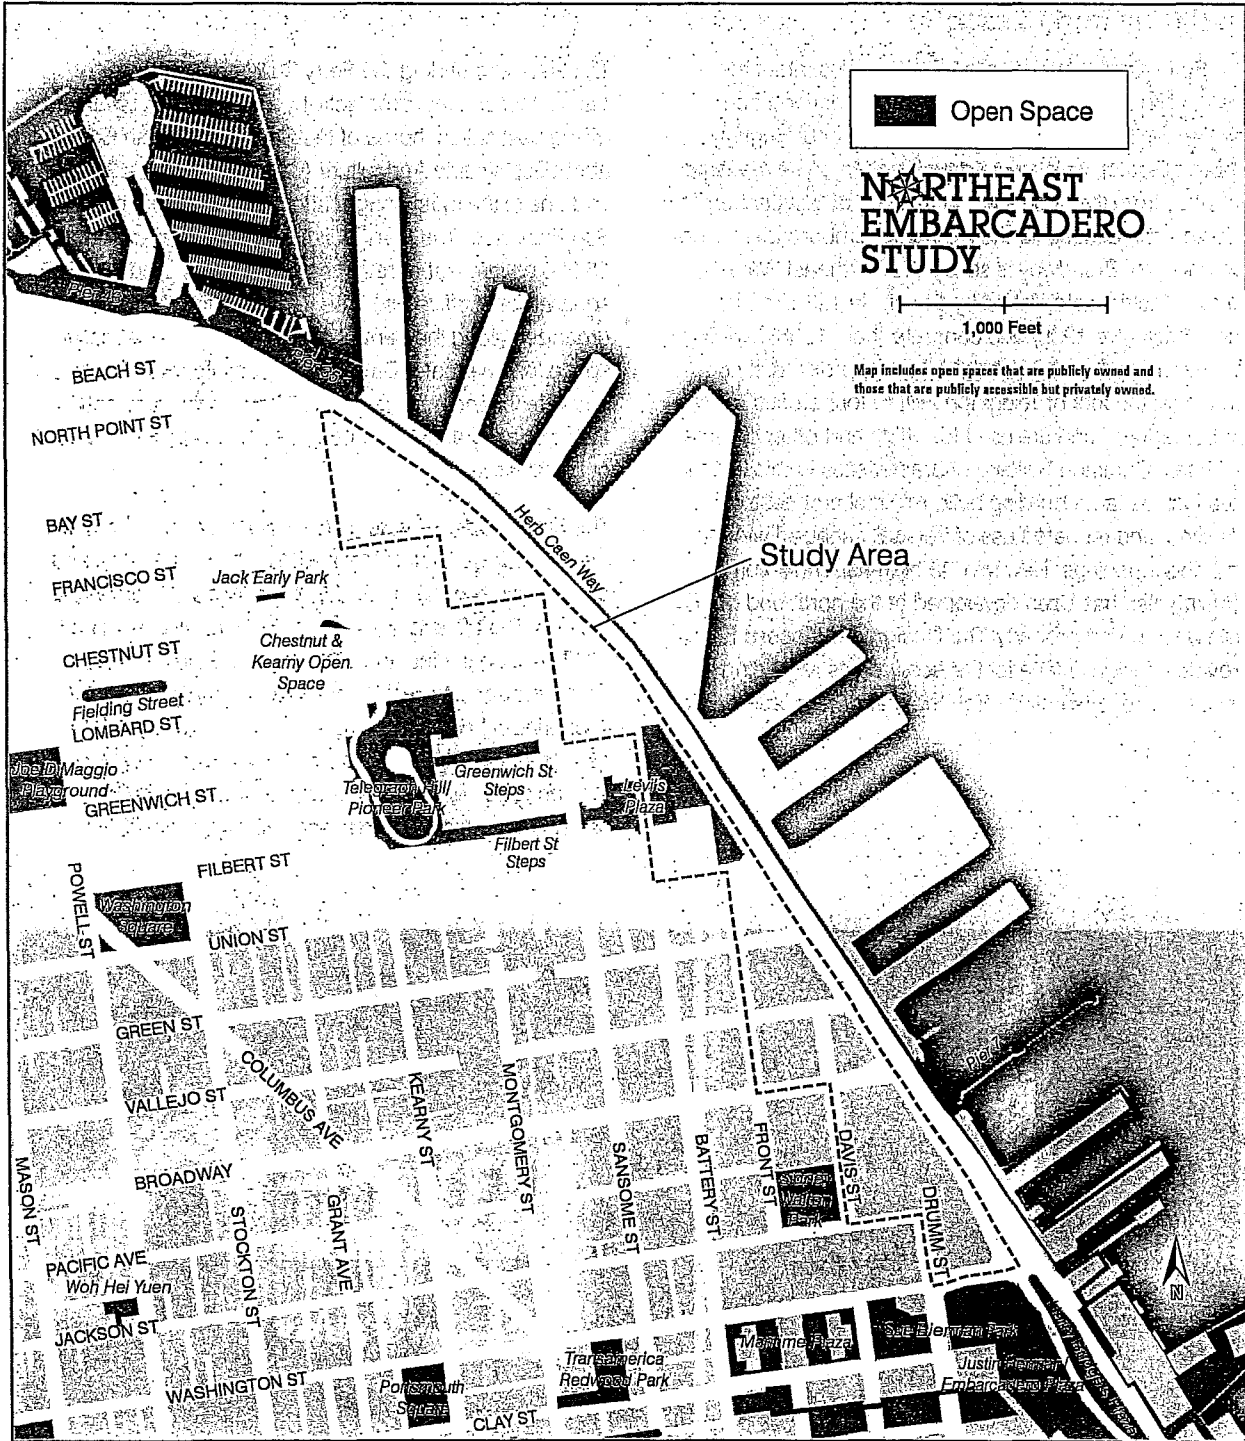 Open Space
NORTHEAST
EMBARCADERO
STUDY
1,000 Feet
Map includes open spaces that are publicly owned and
those that are publicly accessible but privately owned.
Pier
BEACH ST
NORTH POINT ST
BAY ST
FRANCISCO ST
Jack Early Park
Herb Caen Way
Study Area
CHESTNUT ST
Chestnut &
Kearny Open
Space
Fielding Street
LOMBARD ST
Joe DiMaggio
Playground
GREENWICH ST
Telegraph Hill/
Pioneer Park
Greenwich St
Steps
Levi's
Plaza
Filbert St
Steps
FILBERT ST
POWELL ST
Washington
Square
UNION ST
GREEN ST
COLUMBUS AVE
VALLEJO ST
KEARNY ST
MONTGOMERY ST
SANSOME ST
BATTERY ST
FRONT ST
DAVIS ST
DRUMM ST
Pier 7
MASON ST
BROADWAY
STOCKTON ST
GRANT AVE
Sidney
Walton
Park
PACIFIC AVE
Woh Hei Yuen
JACKSON ST
WASHINGTON ST
Portsmouth
Square
CLAY ST
Transamerica
Redwood Park
Maritime Plaza
Sue Bierman Park
Justin Herman/
Embarcadero Plaza
N